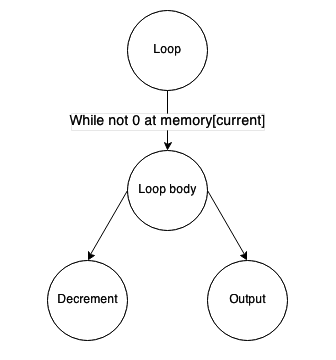 Loop
While not 0 at memory[current]
Loop body
Decrement
Output